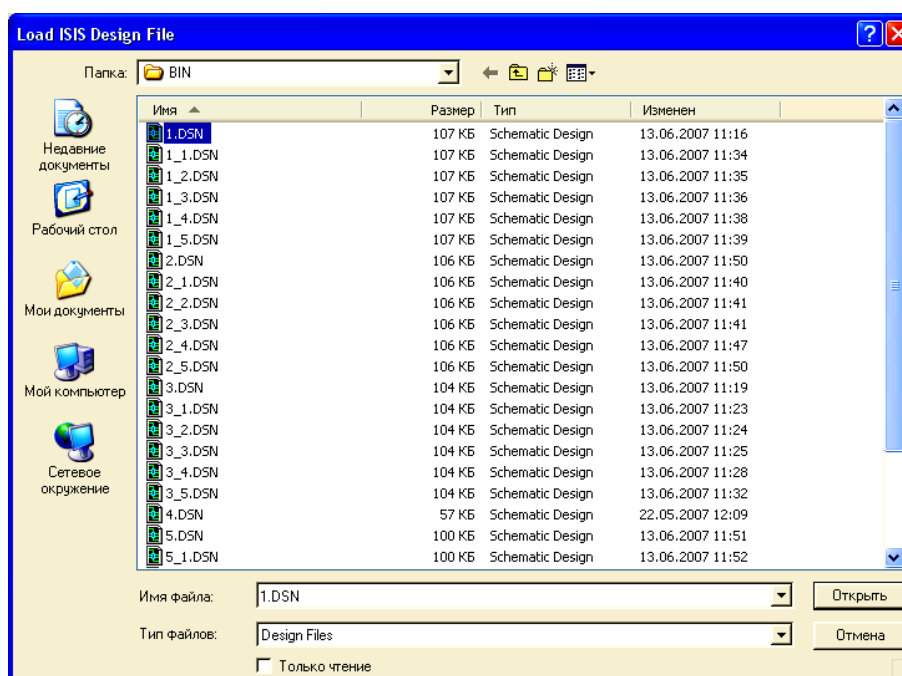 Load ISIS Design File
Папка: BIN
Имя Размер Тип Изменен
1.DSN 107 КБ Schematic Design 13.06.2007 11:16
1_1.DSN 107 КБ Schematic Design 13.06.2007 11:34
1_2.DSN 107 КБ Schematic Design 13.06.2007 11:35
1_3.DSN 107 КБ Schematic Design 13.06.2007 11:36
1_4.DSN 107 КБ Schematic Design 13.06.2007 11:38
1_5.DSN 107 КБ Schematic Design 13.06.2007 11:39
2.DSN 106 КБ Schematic Design 13.06.2007 11:50
2_1.DSN 106 КБ Schematic Design 13.06.2007 11:40
2_2.DSN 106 КБ Schematic Design 13.06.2007 11:41
2_3.DSN 106 КБ Schematic Design 13.06.2007 11:41
2_4.DSN 106 КБ Schematic Design 13.06.2007 11:47
2_5.DSN 106 КБ Schematic Design 13.06.2007 11:50
3.DSN 104 КБ Schematic Design 13.06.2007 11:19
3_1.DSN 104 КБ Schematic Design 13.06.2007 11:23
3_2.DSN 104 КБ Schematic Design 13.06.2007 11:24
3_3.DSN 104 КБ Schematic Design 13.06.2007 11:25
3_4.DSN 104 КБ Schematic Design 13.06.2007 11:28
3_5.DSN 104 КБ Schematic Design 13.06.2007 11:32
4.DSN 57 КБ Schematic Design 22.05.2007 12:09
5.DSN 100 КБ Schematic Design 13.06.2007 11:51
5_1.DSN 100 КБ Schematic Design 13.06.2007 11:52
Недавние
документы
Рабочий стол
Мои документы
Мой компьютер
Сетевое
окружение
Имя файла: 1.DSN Открыть
Тип файлов: Design Files Отмена
Только чтение